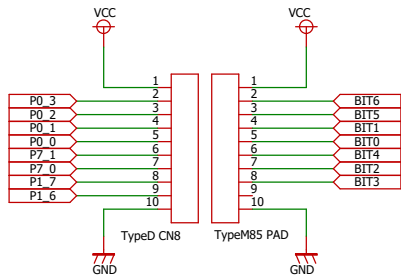 VCC VCC
1 1
P0_3 2 2 BIT6
P0_2 3 3 BIT5
P0_1 4 4 BIT1
P0_0 5 5 BIT0
P7_1 6 6 BIT4
P7_0 7 7 BIT2
P1_7 8 8 BIT3
P1_6 9 9
10 10
TypeD CN8 TypeM85 PAD
GND GND